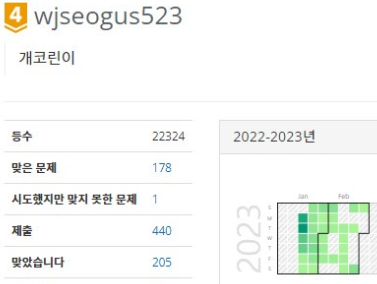 4 wjseogus523
개코린이
등수 22324
맞은 문제 178
시도했지만 맞지 못한 문제 1
제출 440
맞았습니다 205
2022-2023년
Jan Feb
2023
S
M
T
W
T
F
S